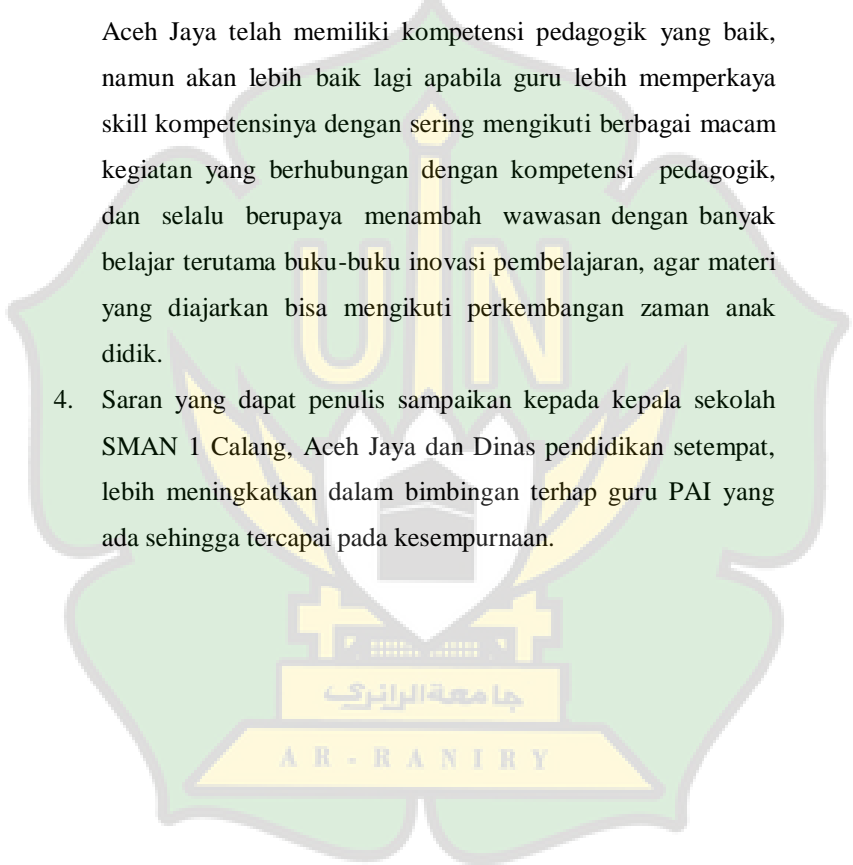 Aceh Jaya telah memiliki kompetensi pedagogik yang baik,
namun akan lebih baik lagi apabila guru lebih memperkaya
skill kompetensinya dengan sering mengikuti berbagai macam
kegiatan yang berhubungan dengan kompetensi pedagogik,
dan selalu berupaya menambah wawasan dengan banyak
belajar terutama buku-buku inovasi pembelajaran, agar materi
yang diajarkan bisa mengikuti perkembangan zaman anak
didik.
4. Saran yang dapat penulis sampaikan kepada kepala sekolah
SMAN 1 Calang, Aceh Jaya dan Dinas pendidikan setempat,
lebih meningkatkan dalam bimbingan terhap guru PAI yang
ada sehingga tercapai pada kesempurnaan.
UIN
جامعة الرانري
AR-RANIRY